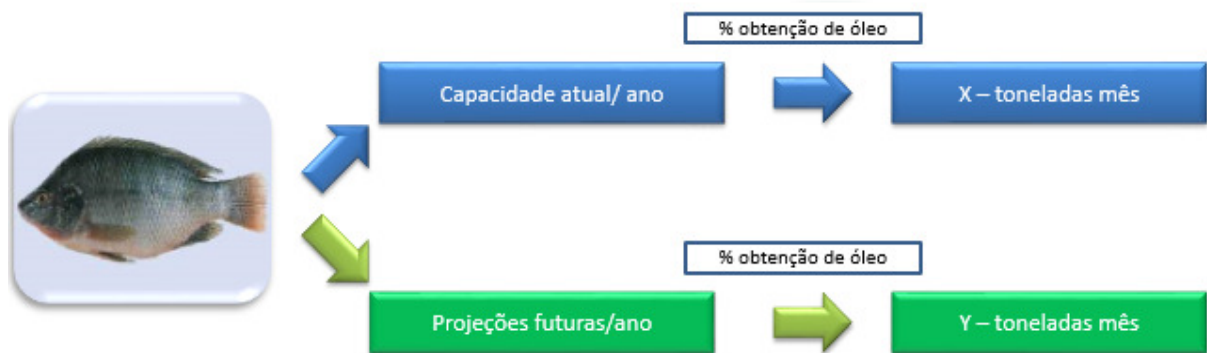 % obtenção de óleo
Capacidade atual/ ano
X – toneladas mês
% obtenção de óleo
Projeções futuras/ano
Y – toneladas mês